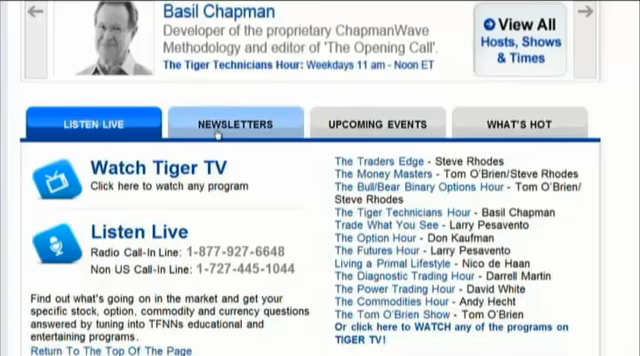 Basil Chapman
Developer of the proprietary ChapmanWave
Methodology and editor of 'The Opening Call'.
The Tiger Technicians Hour: Weekdays 11 am - Noon ET
View All
Hosts, Shows
& Times
LISTEN LIVE
NEWSLETTERS
UPCOMING EVENTS
WHAT'S HOT
Watch Tiger TV
Click here to watch any program
Listen Live
Radio Call-In Line: 1-877-927-6648
Non US Call-In Line: 1-727-445-1044
Find out what's going on in the market and get your
specific stock, option, commodity and currency questions
answered by tuning into TFNNs educational and
entertaining programs.
Return To The Top Of The Page
The Traders Edge - Steve Rhodes
The Money Masters - Tom O'Brien/Steve Rhodes
The Bull/Bear Binary Options Hour - Tom O'Brien/
Steve Rhodes
The Tiger Technicians Hour - Basil Chapman
Trade What You See - Larry Pesavento
The Option Hour - Don Kaufman
The Futures Hour - Larry Pesavento
Living a Primal Lifestyle - Nico de Haan
The Diagnostic Trading Hour - Darrell Martin
The Power Trading Hour - David White
The Commodities Hour - Andy Hecht
The Tom O'Brien Show - Tom O'Brien
Or click here to WATCH any of the programs on
TIGER TV!